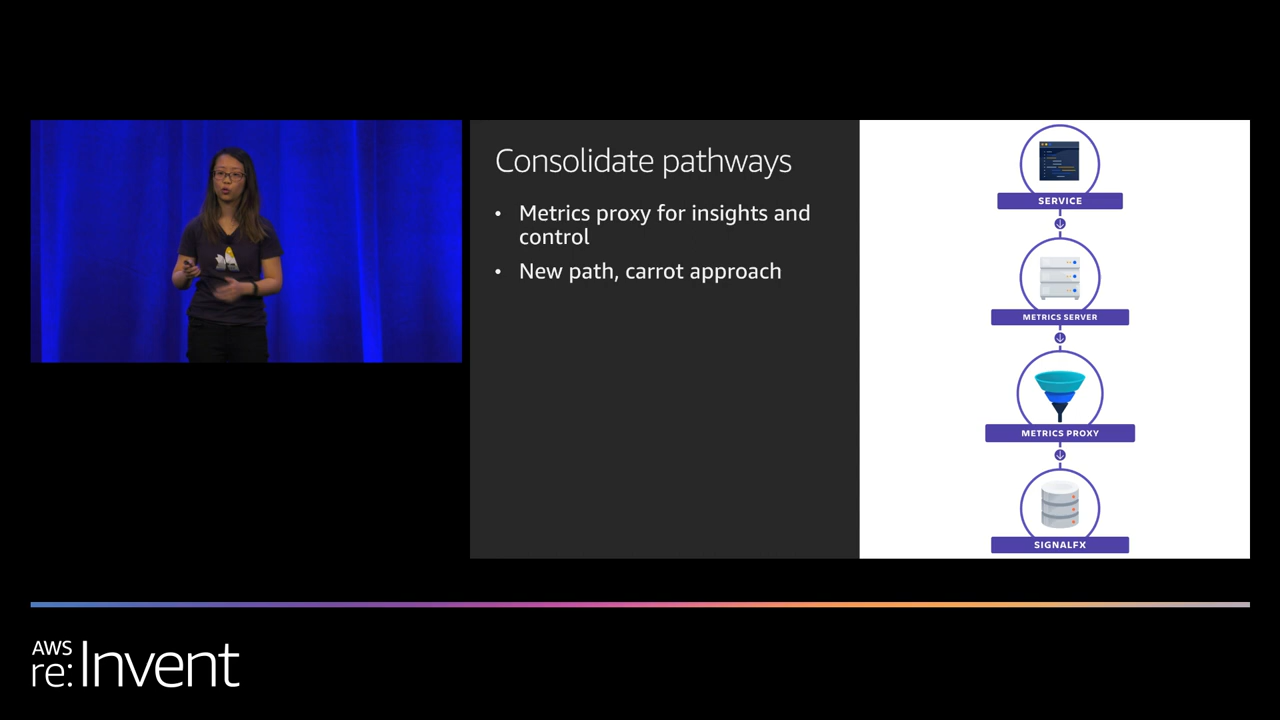 Consolidate pathways
• Metrics proxy for insights and
control
• New path, carrot approach
SERVICE
METRICS SERVER
METRICS PROXY
SIGNALFX
AWS
re:Invent